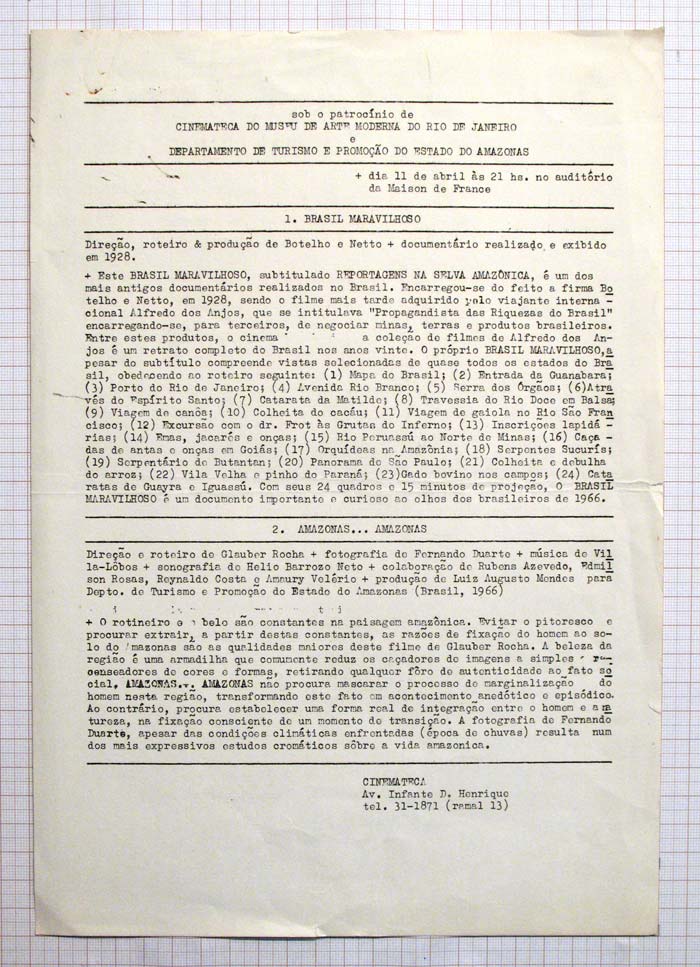 sob o patrocínio de
CINEMATECA DO MUSEU DE ARTE MODERNA DO RIO DE JANEIRO
e
DEPARTAMENTO DE TURISMO E PROMOÇÃO DO ESTADO DO AMAZONAS
+ dia 11 de abril às 21 hs. no auditório
da Maison de France
1. BRASIL MARAVILHOSO
Direção, roteiro & produção de Botelho e Netto + documentário realizado e exibido
em 1928.
+ Este BRASIL MARAVILHOSO, subtitulado REPORTAGENS NA SELVA AMAZÔNICA, é um dos
mais antigos documentários realizados no Brasil. Encarregou-se do feito a firma Bo
telho e Netto, em 1928, sendo o filme mais tarde adquirido pelo viajante interna -
cional Alfredo dos Anjos, que se intitulava "Propagandista das Riquezas do Brasil"
encarregando-se, para terceiros, de negociar minas, terras e produtos brasileiros.
Entre estes produtos, o cinema a coleção de filmes de Alfredo dos An-
jos é um retrato completo do Brasil nos anos vinte. O próprio BRASIL MARAVILHOSO,a
pesar do subtítulo compreende vistas selecionadas de quase todos os estados do Bra
sil, obedecendo ao roteiro seguinte: (1) Mapa do Brasil; (2) Entrada da Guanabara;
(3) Porto do Rio de Janeiro; (4) Avenida Rio Branco; (5) Serra dos Órgãos; (6)Atra
vés do Espírito Santo; (7) Catarata da Matilde; (8) Travessia do Rio Doce em Balsa;
(9) Viagem de canôa; (10) Colheita do cacáu; (11) Viagem de gaiola no Rio São Fran
cisco; (12) Excursão com o dr. Frot às Grutas do Inferno; (13) Inscrições lapidá -
rias; (14) Emas, jacarés e onças; (15) Rio Peruassú ao Norte de Minas; (16) Caça -
das de antas e onças em Goiás; (17) Orquídeas na Amazônia; (18) Serpentes Sucurís;
(19) Serpentário de Butantan; (20) Panorama de São Paulo; (21) Colheita e debulha
do arroz; (22) Vila Velha e pinho do Paraná; (23)Gado bovino nos campos; (24) Cata
ratas de Guayra e Iguassú. Com seus 24 quadros e 15 minutos de projeção, O BRASIL
MARAVILHOSO é um documento importante e curioso ao olhos dos brasileiros de 1966.
2. AMAZONAS... AMAZONAS
Direção e roteiro de Glauber Rocha + fotografia de Fernando Duarte + música de Vil
la-Lobos + sonografia de Helio Barrozo Neto + colaboração de Rubens Azevedo, Edmil
son Rosas, Reynaldo Costa e Amaury Valério + produção de Luiz Augusto Mendes para
Depto. de Turismo e Promoção do Estado do Amazonas (Brasil, 1966)
+ O rotineiro e o belo são constantes na paisagem amazônica. Evitar o pitoresco e
procurar extrair, a partir destas constantes, as razões de fixação do homem ao so-
lo do Amazonas são as qualidades maiores deste filme de Glauber Rocha. A beleza da
região é uma armadilha que comumente reduz os caçadores de imagens a simples re
censeadores de cores e formas, retirando qualquer fôro de autenticidade ao fato so
cial. AMAZONAS... AMAZONAS não procura mascarar o processo de marginalização do
homem nesta região, transformando este fato em acontecimento anedótico e episódico.
Ao contrário, procura estabelecer uma forma real de integração entre o homem e a na
tureza, na fixação consciente de um momento de transição. A fotografia de Fernando
Duarte, apesar das condições climáticas enfrentadas (época de chuvas) resulta num
dos mais expressivos estudos cromáticos sôbre a vida amazonica.
CINEMATECA
Av. Infante D. Henrique
tel. 31-1871 (ramal 13)